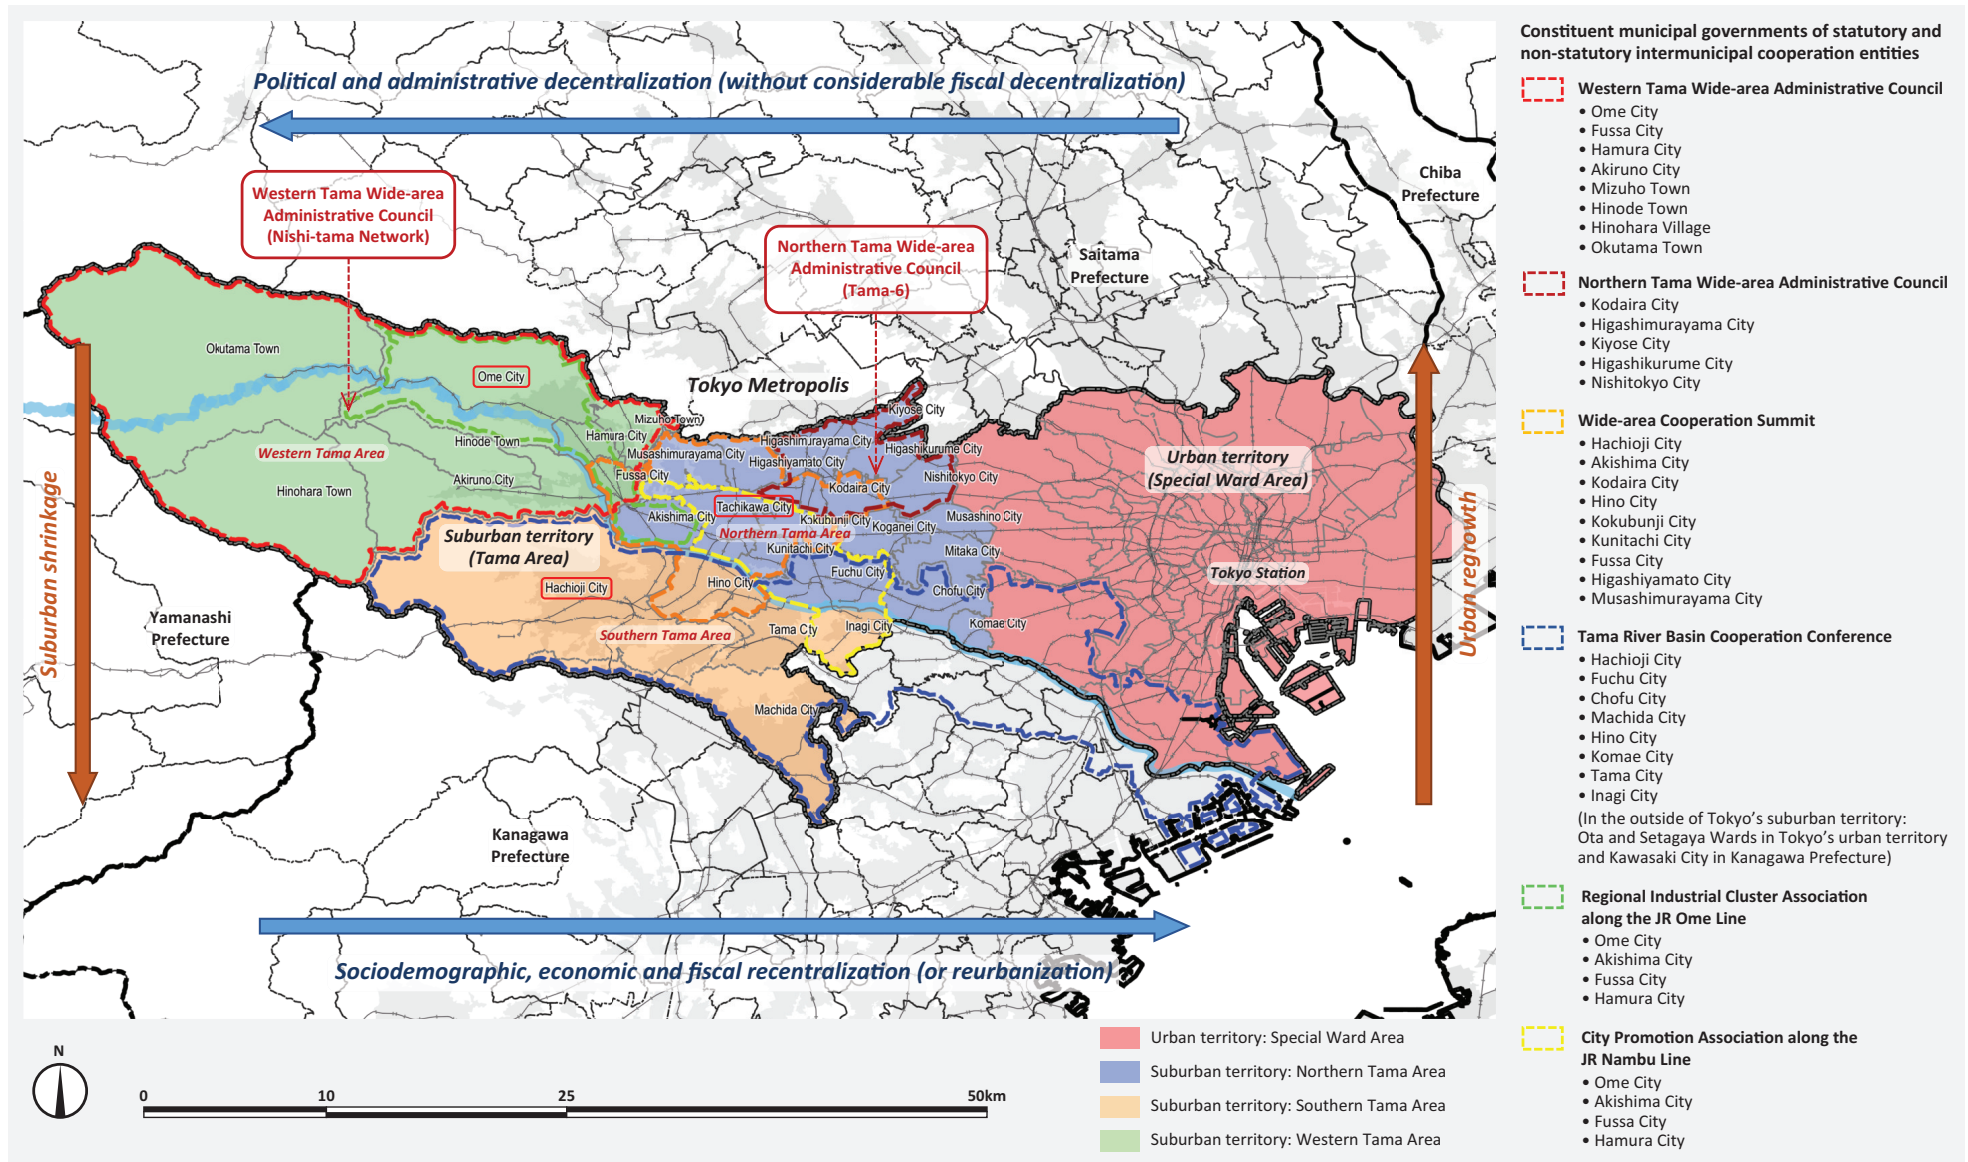 Political and administrative decentralization (without considerable fiscal decentralization)
Western Tama Wide-area
Administrative Council
(Nishi-tama Network)
Northern Tama Wide-area
Administrative Council
(Tama-6)
Chiba
Prefecture
Saitama
Prefecture
Tokyo Metropolis
Okutama Town
Ome City
Mizuho Town
Kiyose City
Hamura City
Hinode Town
Higashimurayama City
Higashikurume City
Western Tama Area
Musashimurayama City
Higashiyamato City
Urban territory
(Special Ward Area)
Fussa City
Nishitokyo City
Akiruno City
Kodaira City
Hinohara Town
Tachikawa City
Akishima City
Kokubunji City
Koganei City
Musashino City
Northern Tama Area
Suburban territory
(Tama Area)
Kunitachi City
Mitaka City
Fuchu City
Tokyo Station
Hachioji City
Hino City
Chofu City
Southern Tama Area
Tama Cty
Inagi City
Komae City
Machida City
Suburban shrinkage
Urban regrowth
Yamanashi
Prefecture
Kanagawa
Prefecture
Sociodemographic, economic and fiscal recentralization (or reurbanization)
N
0 10 25 50km
Urban territory: Special Ward Area
Suburban territory: Northern Tama Area
Suburban territory: Southern Tama Area
Suburban territory: Western Tama Area
Constituent municipal governments of statutory and
non-statutory intermunicipal cooperation entities
Western Tama Wide-area Administrative Council
• Ome City
• Fussa City
• Hamura City
• Akiruno City
• Mizuho Town
• Hinode Town
• Hinohara Village
• Okutama Town
Northern Tama Wide-area Administrative Council
• Kodaira City
• Higashimurayama City
• Kiyose City
• Higashikurume City
• Nishitokyo City
Wide-area Cooperation Summit
• Hachioji City
• Akishima City
• Kodaira City
• Hino City
• Kokubunji City
• Kunitachi City
• Fussa City
• Higashiyamato City
• Musashimurayama City
Tama River Basin Cooperation Conference
• Hachioji City
• Fuchu City
• Chofu City
• Machida City
• Hino City
• Komae City
• Tama City
• Inagi City
(In the outside of Tokyo’s suburban territory:
Ota and Setagaya Wards in Tokyo’s urban territory
and Kawasaki City in Kanagawa Prefecture)
Regional Industrial Cluster Association
along the JR Ome Line
• Ome City
• Akishima City
• Fussa City
• Hamura City
City Promotion Association along the
JR Nambu Line
• Ome City
• Akishima City
• Fussa City
• Hamura City